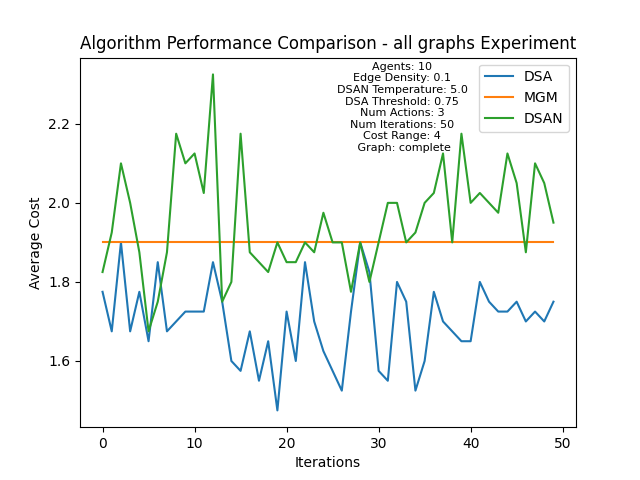 Algorithm Performance Comparison - all graphs Experiment
Agents: 10
Edge Density: 0.1
DSAN Temperature: 5.0
DSA Threshold: 0.75
Num Actions: 3
Num Iterations: 50
Cost Range: 4
Graph: complete
DSA
MGM
DSAN
Average Cost
2.2
2.0
1.8
1.6
0
10
20
30
40
50
Iterations